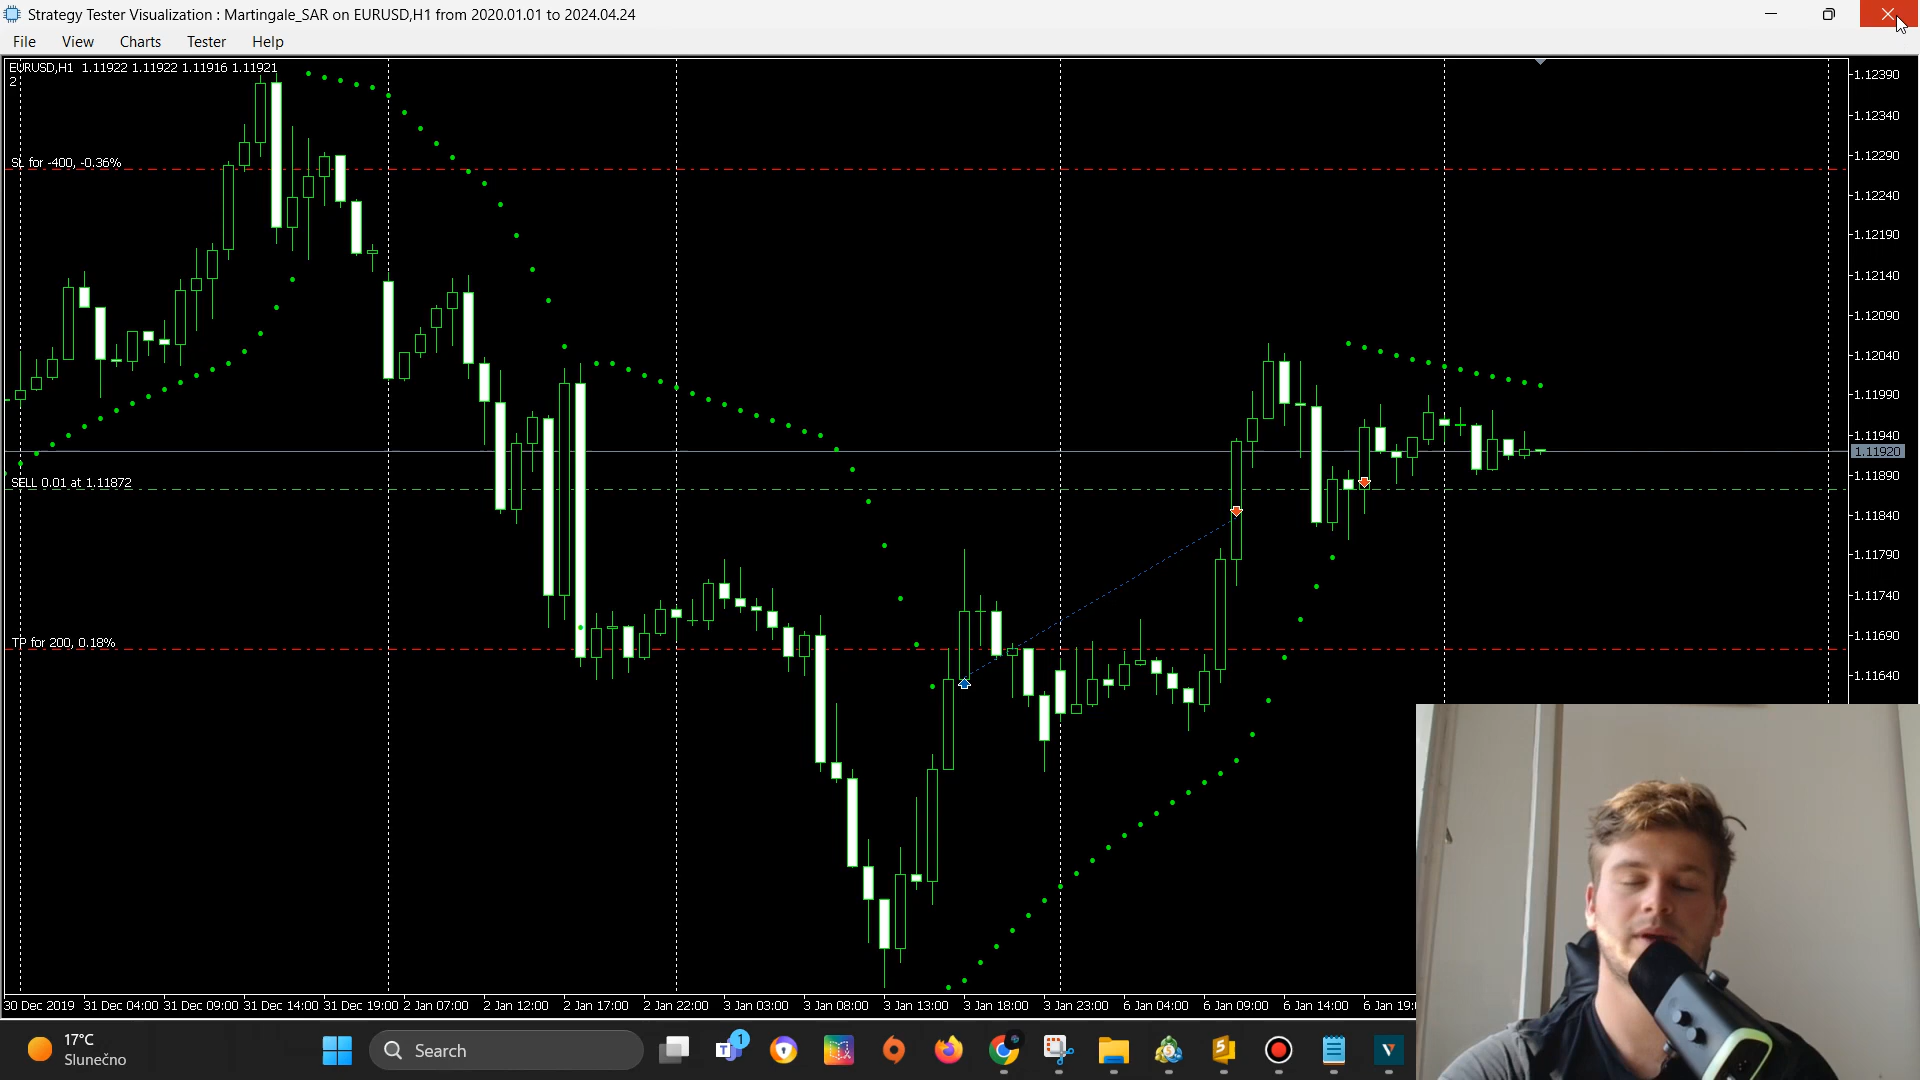 Strategy Tester Visualization : Martingale_SAR on EURUSD,H1 from 2020.01.01 to 2024.04.24
File View Charts Tester Help
EURUSD,H1 1.11922 1.11922 1.11916 1.11921
2
SL for -400, -0.36%
SELL 0.01 at 1.11872
TP for 200, 0.18%
1.12390
1.12340
1.12290
1.12240
1.12190
1.12140
1.12090
1.12040
1.11990
1.11940
1.11920
1.11890
1.11840
1.11790
1.11740
1.11690
1.11640
30 Dec 2019 31 Dec 04:00 31 Dec 09:00 31 Dec 14:00 31 Dec 19:00 2 Jan 07:00 2 Jan 12:00 2 Jan 17:00 2 Jan 22:00 3 Jan 03:00 3 Jan 08:00 3 Jan 13:00 3 Jan 18:00 3 Jan 23:00 6 Jan 04:00 6 Jan 09:00 6 Jan 14:00 6 Jan 19:
17°C
Slunečno
Search
1